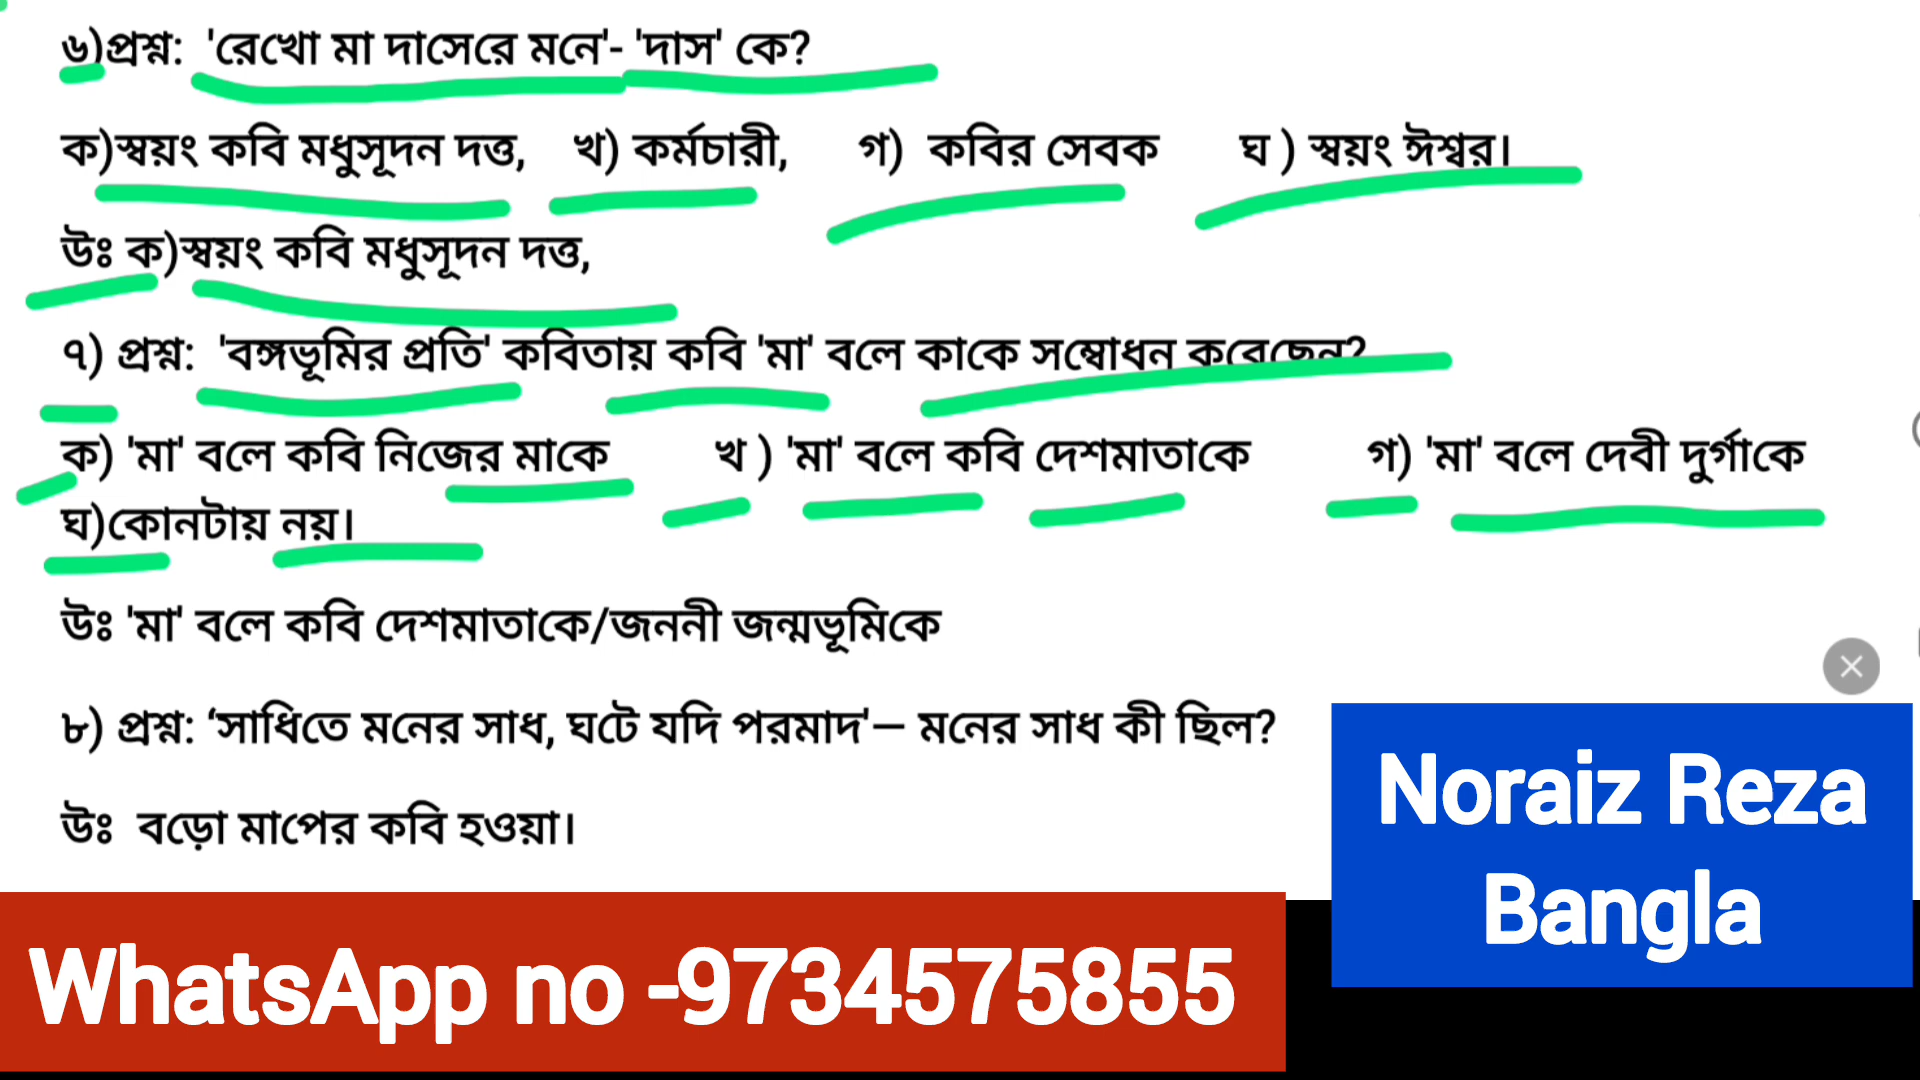 ৬)প্রশ্ন: 'রেখো মা দাসেরে মনে'- 'দাস' কে?
ক)স্বয়ং কবি মধুসূদন দত্ত, খ) কর্মচারী, গ) কবির সেবক ঘ ) স্বয়ং ঈশ্বর।
উঃ ক)স্বয়ং কবি মধুসূদন দত্ত,
৭) প্রশ্ন: 'বঙ্গভূমির প্রতি' কবিতায় কবি 'মা' বলে কাকে সম্বোধন করেছেন?
ক) 'মা' বলে কবি নিজের মাকে খ ) 'মা' বলে কবি দেশমাতাকে গ) 'মা' বলে দেবী দুর্গাকে
ঘ)কোনটায় নয়।
উঃ 'মা' বলে কবি দেশমাতাকে/জননী জন্মভূমিকে
৮) প্রশ্ন: ‘সাধিতে মনের সাধ, ঘটে যদি পরমাদ'— মনের সাধ কী ছিল?
উঃ বড়ো মাপের কবি হওয়া।
Noraiz Reza
Bangla
WhatsApp no -9734575855